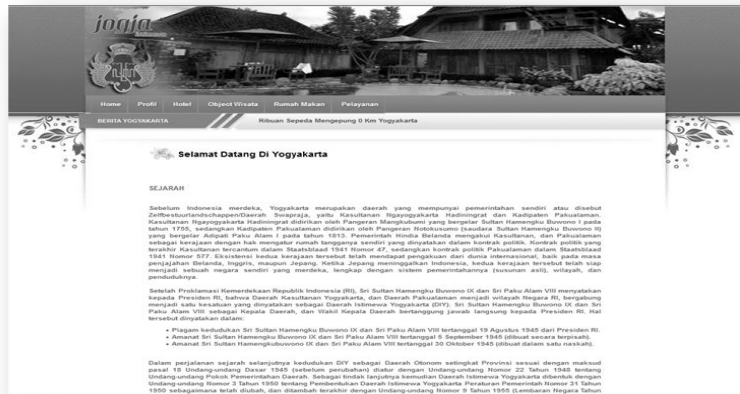 jogja
Home Profil Hotel Object Wisata Rumah Makan Pelayanan
BERITA YOGYAKARTA Ribuan Sepeda Mengepung 0 Km Yogyakarta
Selamat Datang Di Yogyakarta
SEJARAH
Sebelum Indonesia merdeka, Yogyakarta merupakan daerah yang mempunyai pemerintahan sendiri atau disebut
Zelfbestuurlandschappen/Daerah Swapraja, yaitu Kasultanan Ngayogyakarta Hadiningrat dan Kadipaten Pakualaman.
Kasultanan Ngayogyakarta Hadiningrat didirikan oleh Pangeran Mangkubumi yang bergelar Sultan Hamengku Buwono I pada
tahun 1755, sedangkan Kadipaten Pakualaman didirikan oleh Pangeran Notokusumo (saudara Sultan Hamengku Buwono II)
yang bergelar Adipati Paku Alam I pada tahun 1813. Pemerintah Hindia Belanda mengakui Kasultanan, dan Pakualaman
sebagai kerajaan dengan hak mengatur rumah tangganya sendiri yang dinyatakan dalam kontrak politik. Kontrak politik yang
terakhir Kasultanan tercantum dalam Staatsblaad 1941 Nomor 47, sedangkan kontrak politik Pakualaman dalam Staatsblaad
1941 Nomor 577. Eksistensi kedua kerajaan tersebut telah mendapat pengakuan dari dunia internasional, baik pada masa
penjajahan Belanda, Inggris, maupun Jepang. Ketika Jepang meninggalkan Indonesia, kedua kerajaan tersebut telah siap
menjadi sebuah negara sendiri yang merdeka, lengkap dengan sistem pemerintahannya (susunan asli), wilayah, dan
penduduknya.
Setelah Proklamasi Kemerdekaan Republik Indonesia (RI), Sri Sultan Hamengku Buwono IX dan Sri Paku Alam VIII menyatakan
kepada Presiden RI, bahwa Daerah Kasultanan Yogyakarta, dan Daerah Pakualaman menjadi wilayah Negara RI, bergabung
menjadi satu kesatuan yang dinyatakan sebagai Daerah Istimewa Yogyakarta (DIY). Sri Sultan Hamengku Buwono IX dan Sri
Paku Alam VIII sebagai Kepala Daerah, dan Wakil Kepala Daerah bertanggung jawab langsung kepada Presiden RI. Hal
tersebut dinyatakan dalam:
• Piagam kedudukan Sri Sultan Hamengku Buwono IX dan Sri Paku Alam VIII tertanggal 19 Agustus 1945 dari Presiden RI.
• Amanat Sri Sultan Hamengku Buwono IX dan Sri Paku Alam VIII tertanggal 5 September 1945 (dibuat secara terpisah).
• Amanat Sri Sultan Hamengkubuwono IX dan Sri Paku Alam VIII tertanggal 30 Oktober 1945 (dibuat dalam satu naskah).
Dalam perjalanan sejarah selanjutnya kedudukan DIY sebagai Daerah Otonom setingkat Provinsi sesuai dengan maksud
pasal 18 Undang-undang Dasar 1945 (sebelum perubahan) diatur dengan Undang-undang Nomor 22 Tahun 1948 tentang
Undang-undang Pokok Pemerintahan Daerah. Sebagai tindak lanjutnya kemudian Daerah Istimewa Yogyakarta dibentuk dengan
Undang-undang Nomor 3 Tahun 1950 tentang Pembentukan Daerah Istimewa Yogyakarta Peraturan Pemerintah Nomor 31 Tahun
1950 sebagaimana telah diubah, dan ditambah terakhir dengan Undang-undang Nomor 9 Tahun 1955 (Lembaran Negara Tahun